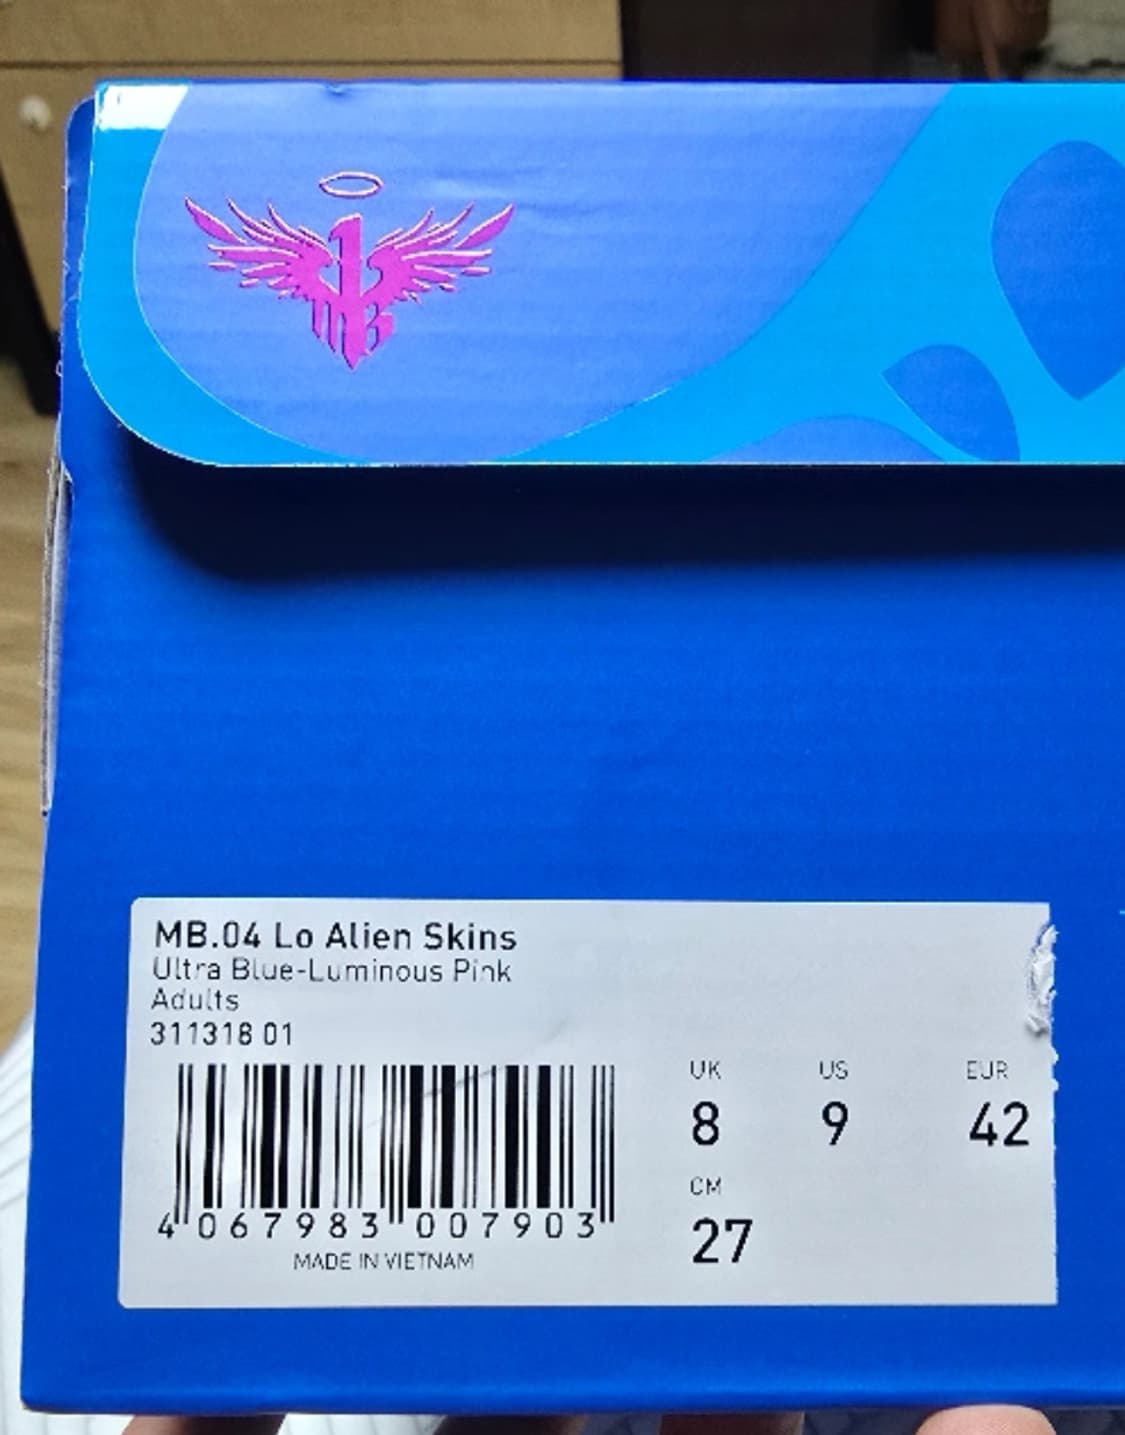 1
MB
MB.04 Lo Alien Skins
Ultra Blue-Luminous Pink
Adults
311318 01
UK US EUR
8 9 42
CM
27
4 067983 007903
MADE IN VIETNAM